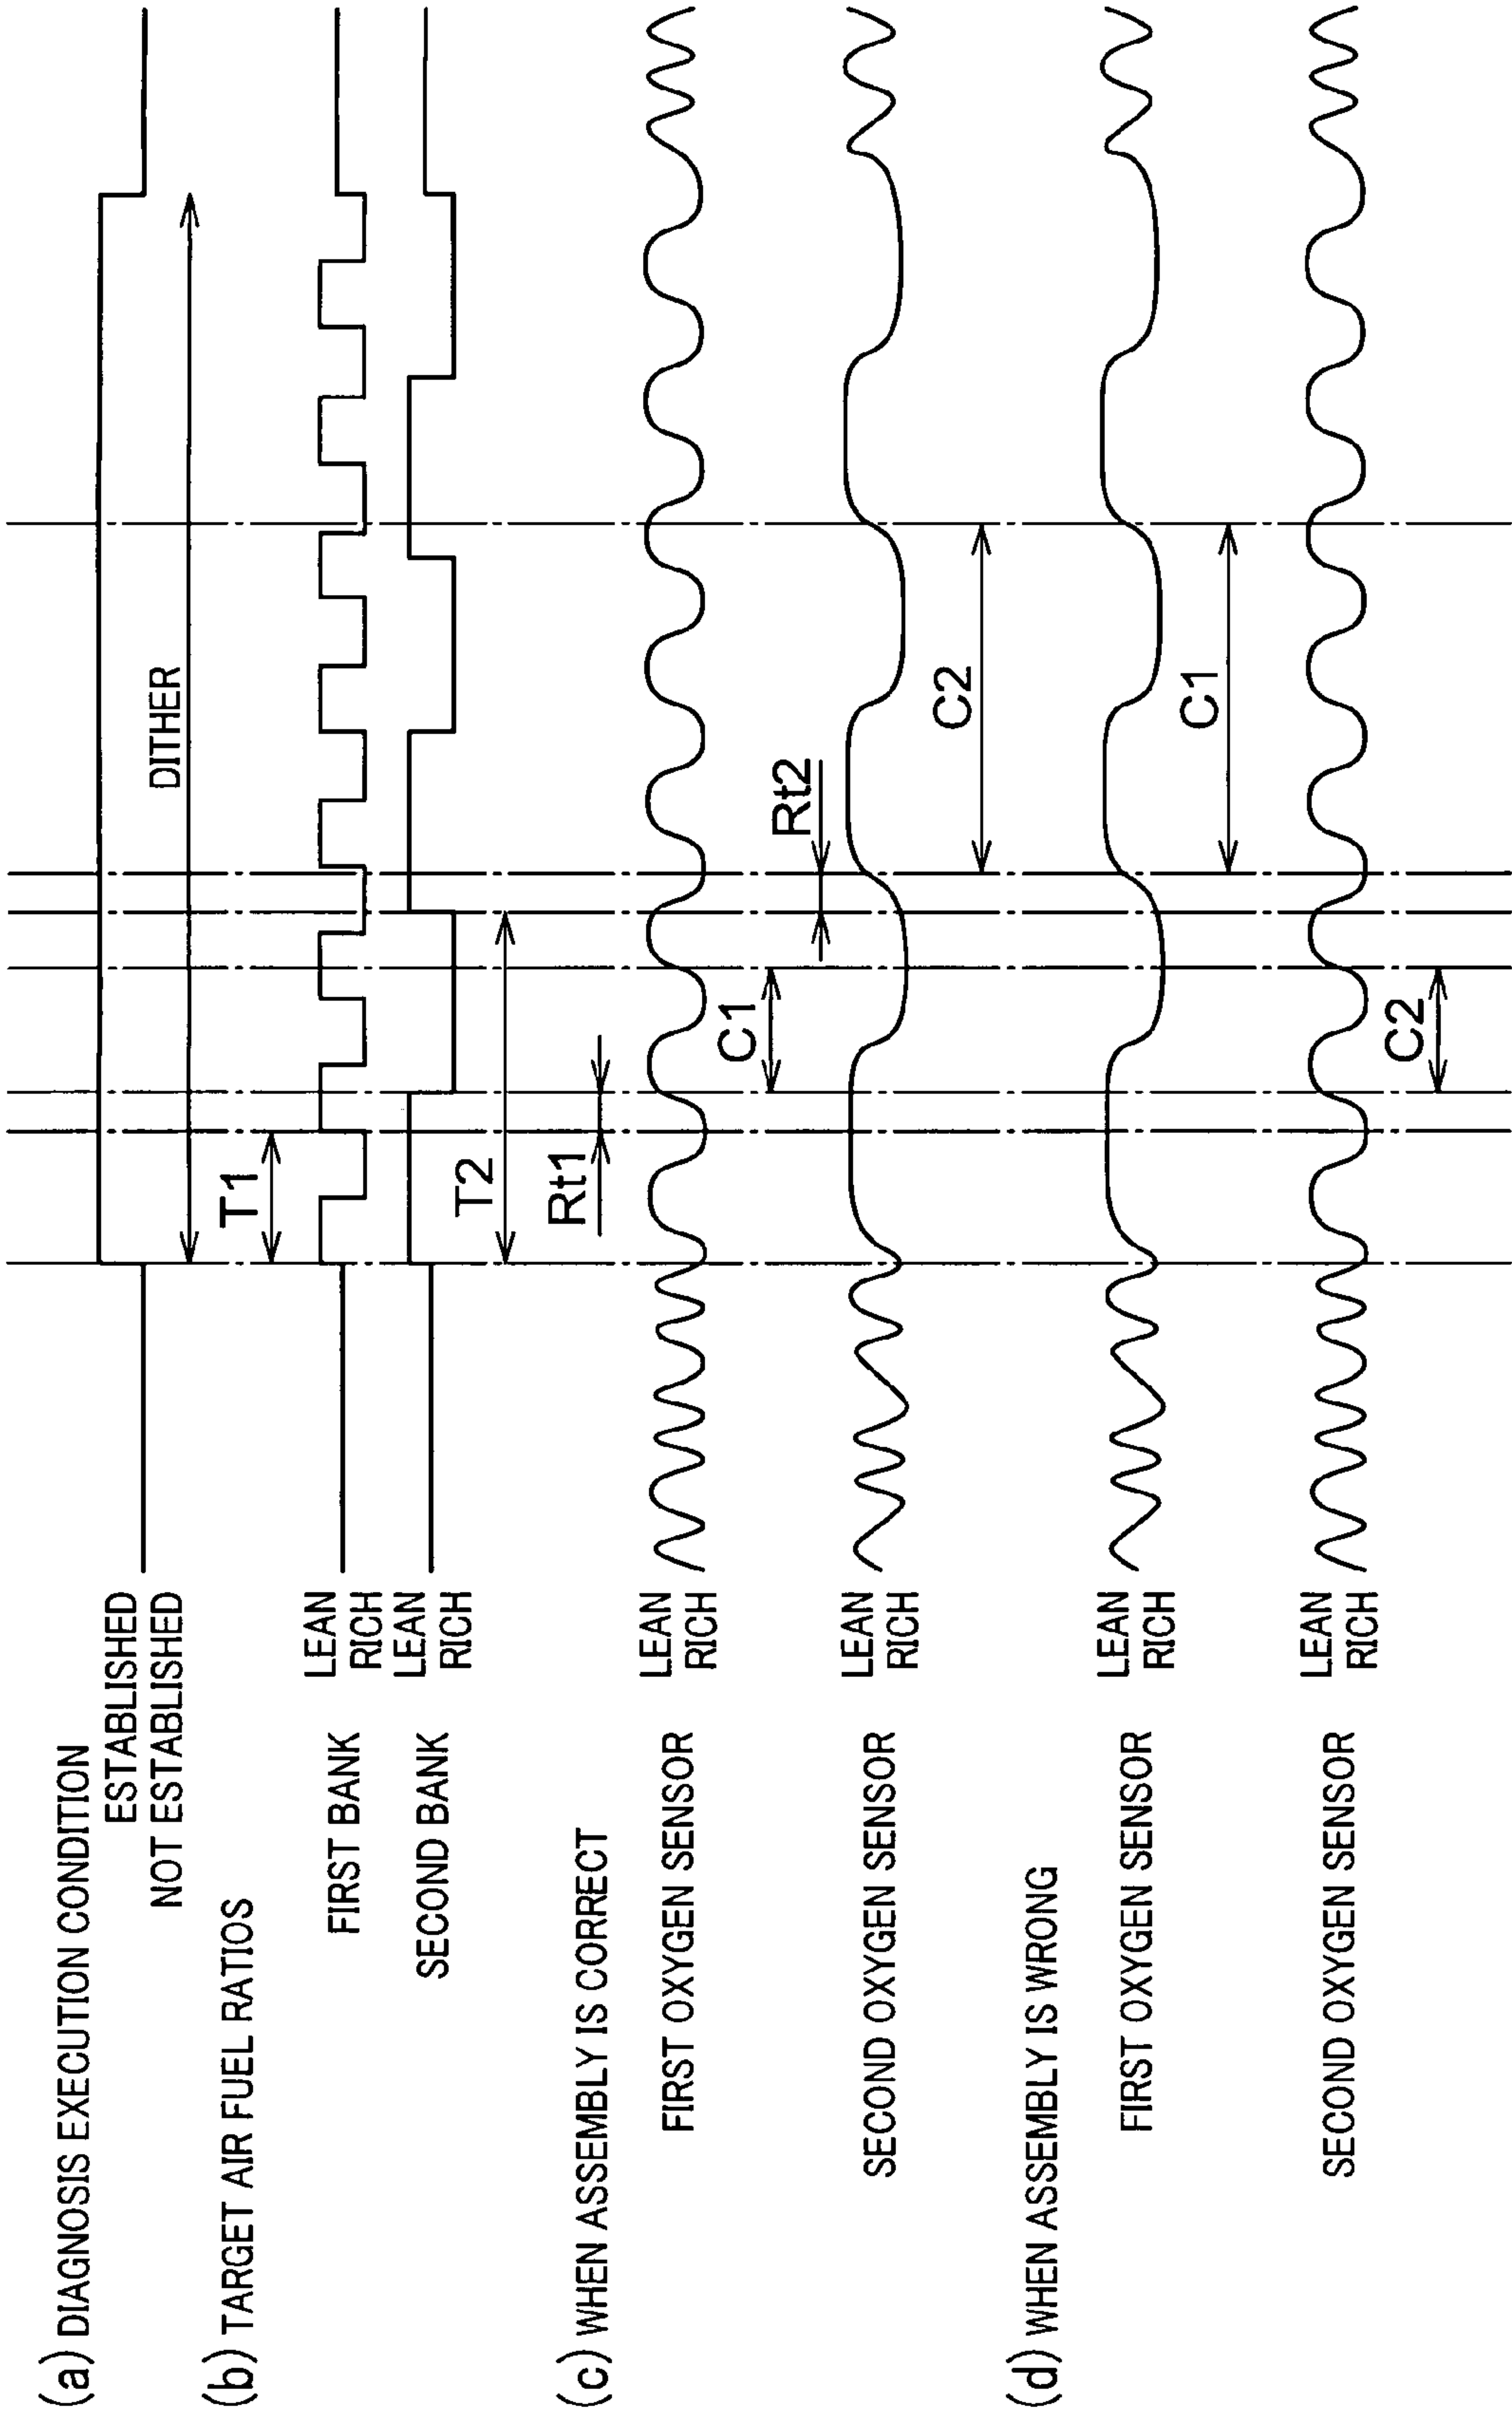 (a) DIAGNOSIS EXECUTION CONDITION
ESTABLISHED
NOT ESTABLISHED
DITHER
(b) TARGET AIR FUEL RATIOS
T1
FIRST BANK
LEAN
RICH
SECOND BANK
LEAN
RICH
T2
Rt1
(c) WHEN ASSEMBLY IS CORRECT
FIRST OXYGEN SENSOR
LEAN
RICH
C1
Rt2
SECOND OXYGEN SENSOR
LEAN
RICH
C2
(d) WHEN ASSEMBLY IS WRONG
FIRST OXYGEN SENSOR
LEAN
RICH
C1
SECOND OXYGEN SENSOR
LEAN
RICH
C2